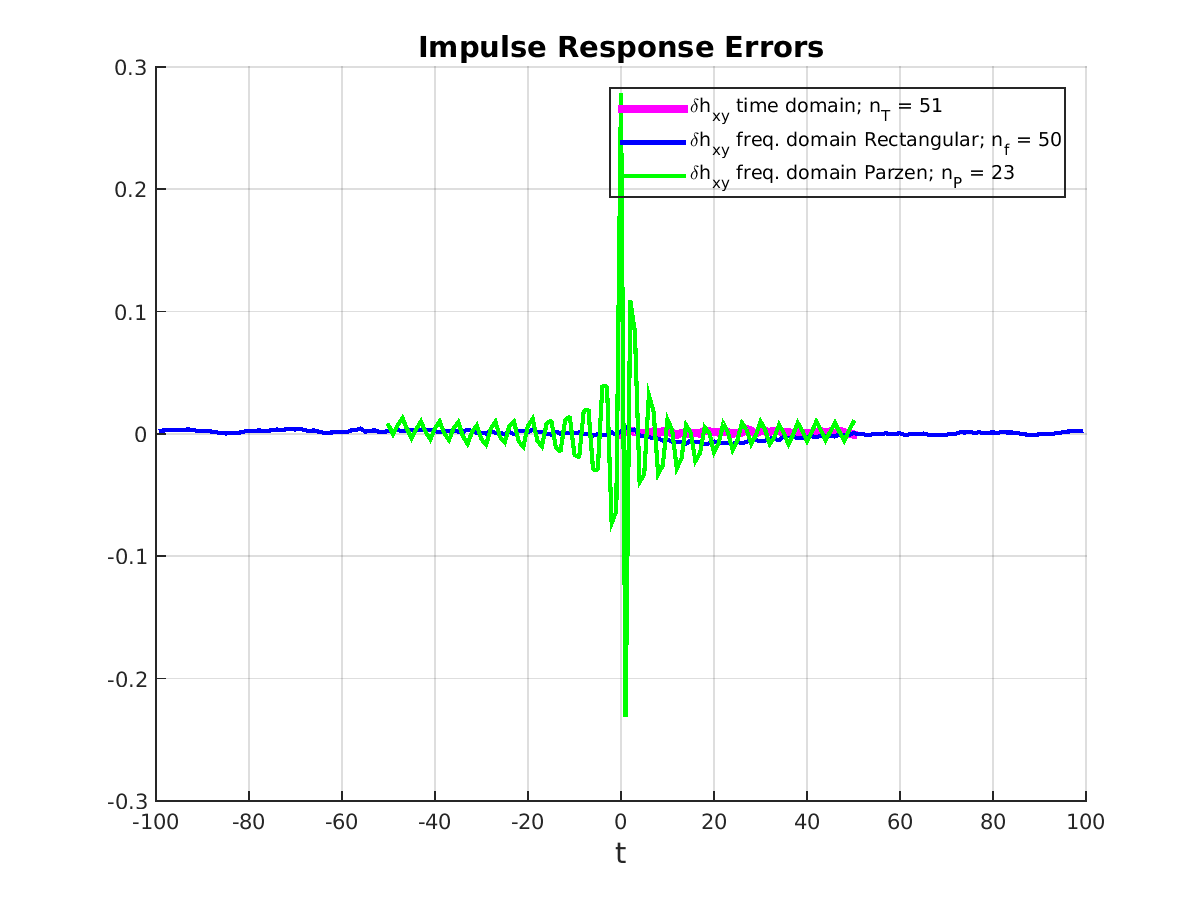 Impulse Response Errors
0.3
0.2
0.1
0
-0.1
-0.2
-0.3
δh_xy time domain; n_T = 51
δh_xy freq. domain Rectangular; n_f = 50
δh_xy freq. domain Parzen; n_P = 23
-100 -80 -60 -40 -20 0 20 40 60 80 100
t